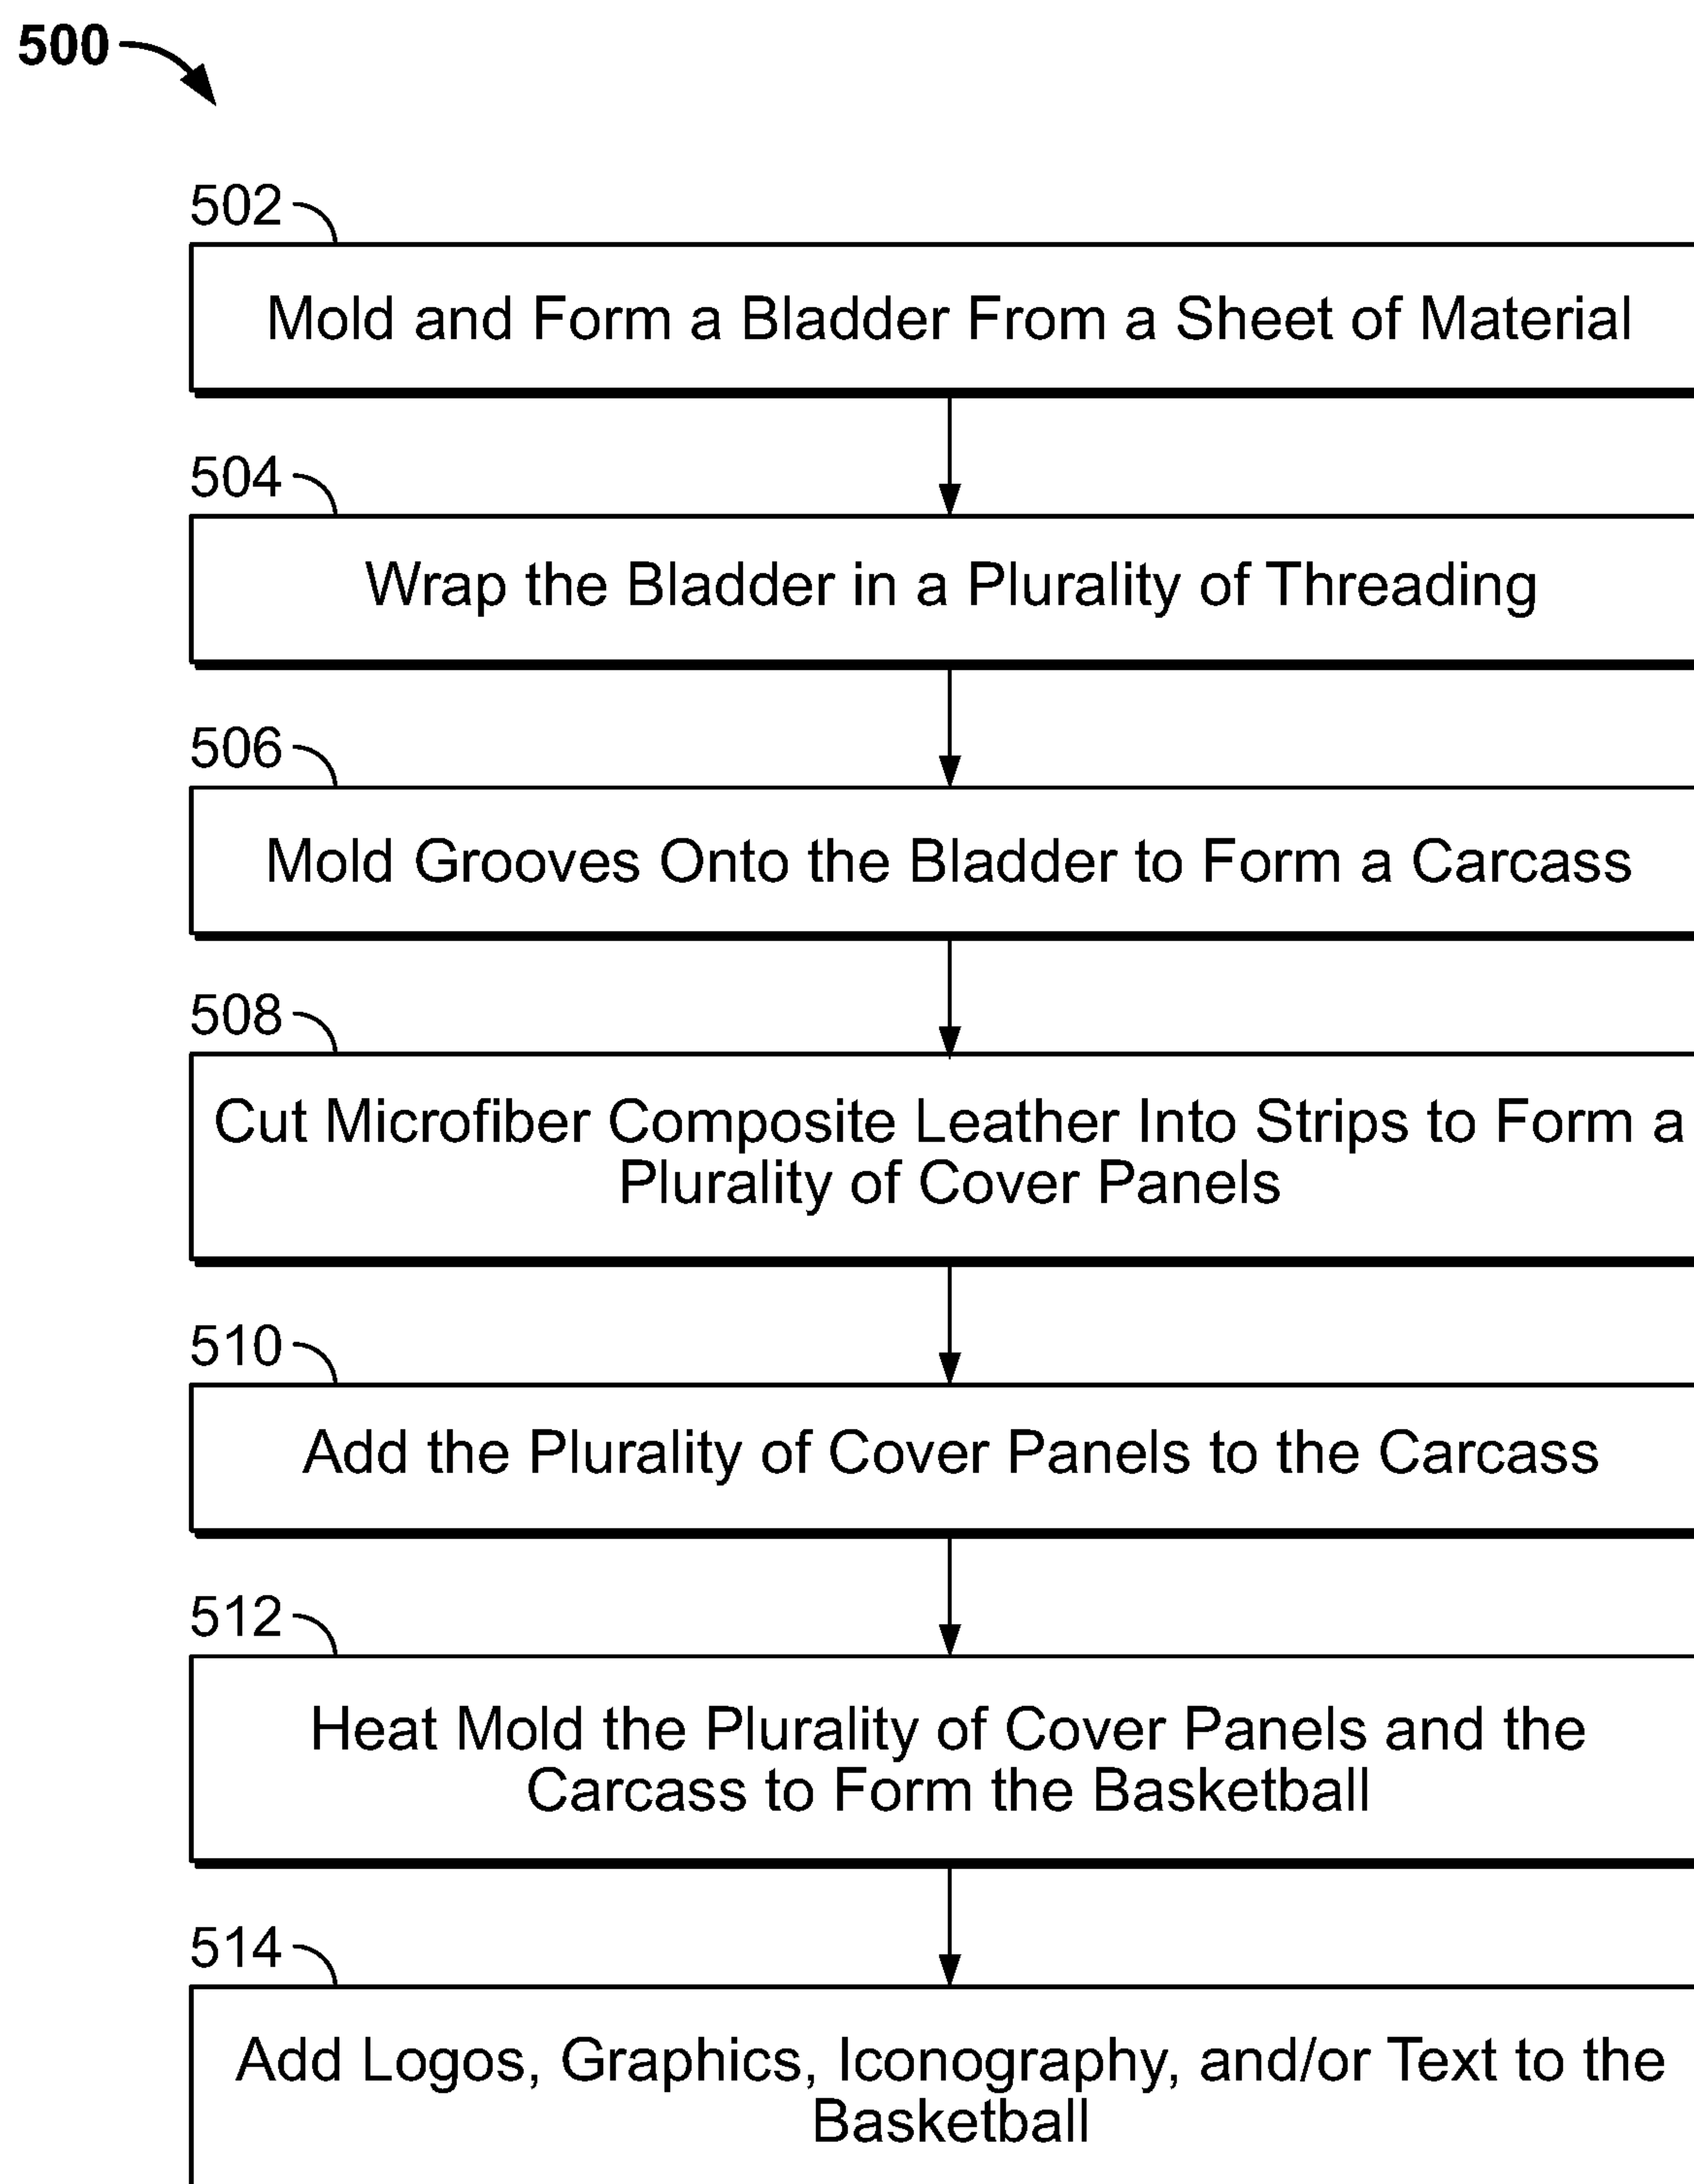 500
502
Mold and Form a Bladder From a Sheet of Material
504
Wrap the Bladder in a Plurality of Threading
506
Mold Grooves Onto the Bladder to Form a Carcass
508
Cut Microfiber Composite Leather Into Strips to Form a
Plurality of Cover Panels
510
Add the Plurality of Cover Panels to the Carcass
512
Heat Mold the Plurality of Cover Panels and the
Carcass to Form the Basketball
514
Add Logos, Graphics, Iconography, and/or Text to the
Basketball